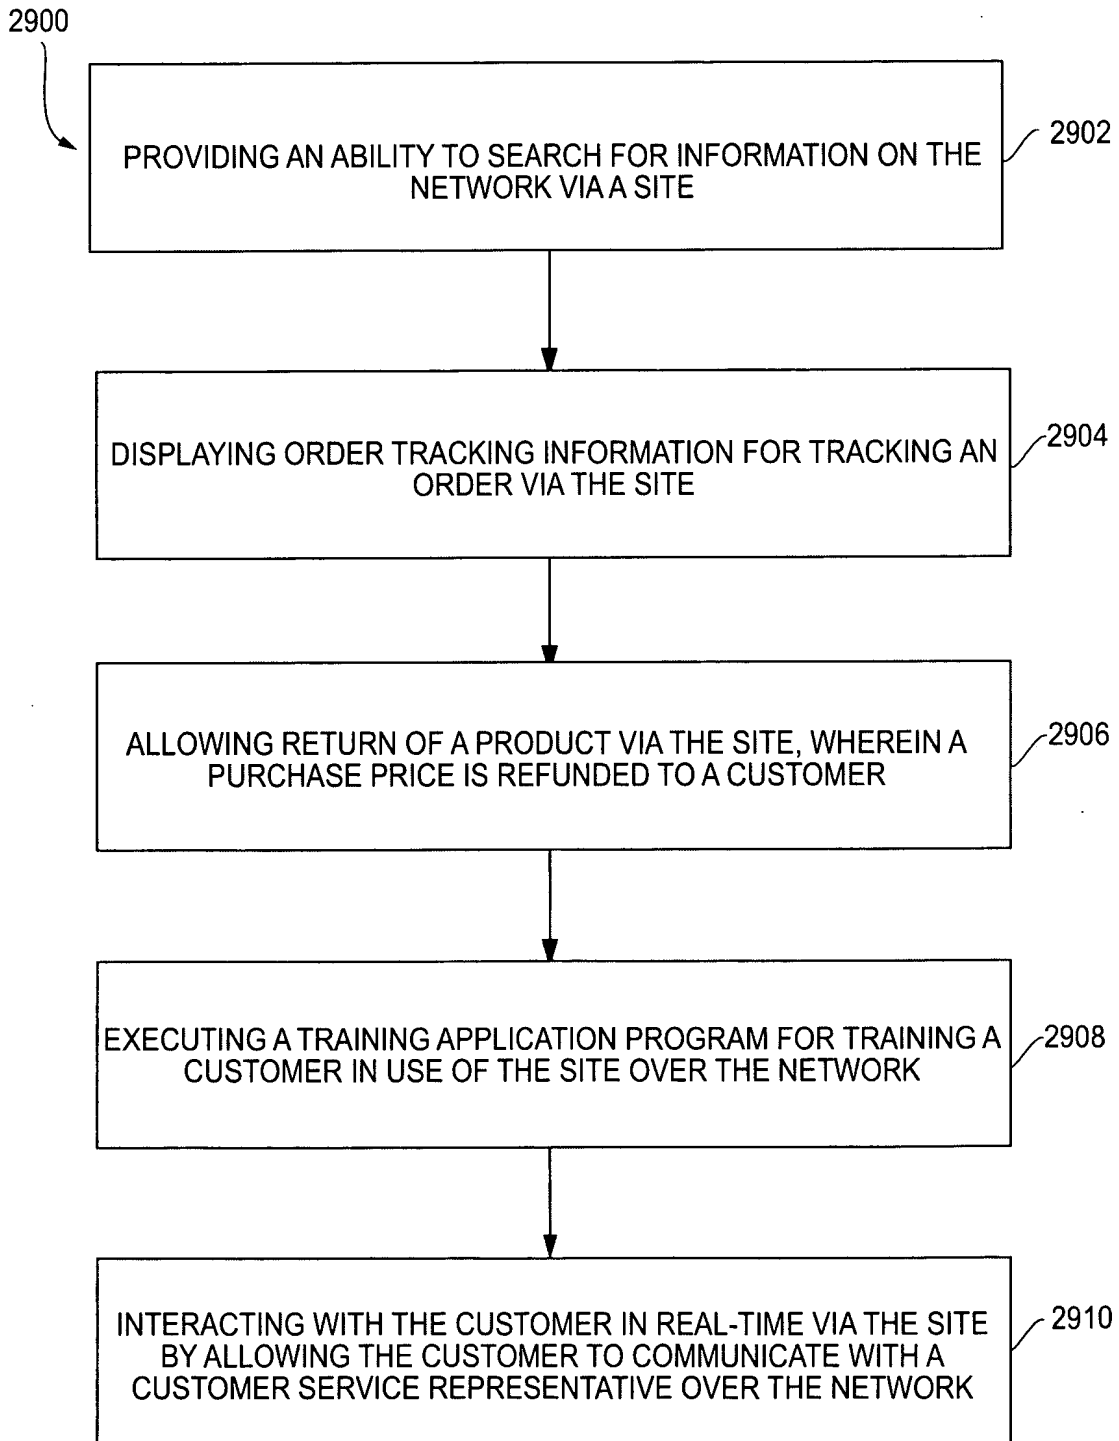 2900
PROVIDING AN ABILITY TO SEARCH FOR INFORMATION ON THE
NETWORK VIA A SITE
2902
DISPLAYING ORDER TRACKING INFORMATION FOR TRACKING AN
ORDER VIA THE SITE
2904
ALLOWING RETURN OF A PRODUCT VIA THE SITE, WHEREIN A
PURCHASE PRICE IS REFUNDED TO A CUSTOMER
2906
EXECUTING A TRAINING APPLICATION PROGRAM FOR TRAINING A
CUSTOMER IN USE OF THE SITE OVER THE NETWORK
2908
INTERACTING WITH THE CUSTOMER IN REAL-TIME VIA THE SITE
BY ALLOWING THE CUSTOMER TO COMMUNICATE WITH A
CUSTOMER SERVICE REPRESENTATIVE OVER THE NETWORK
2910